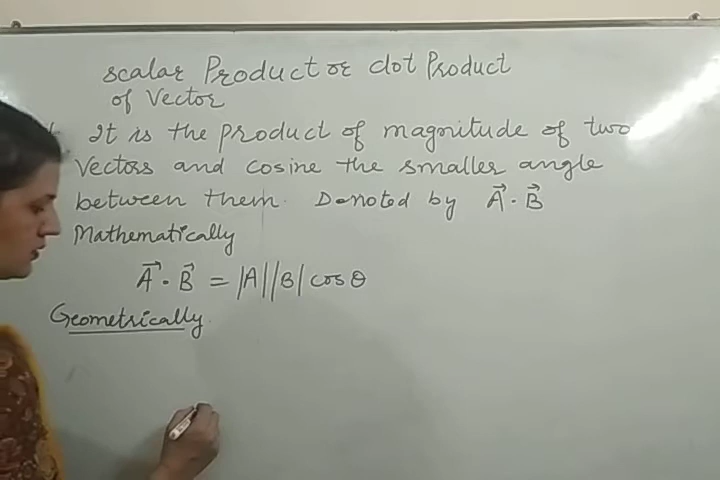 scalar Product or dot Product
of Vector
It is the product of magnitude of two
Vectors and cosine the smaller angle
between them. Denoted by A⃗ · B⃗
Mathematically
A⃗ · B⃗ = |A||B| cos θ
Geometrically.